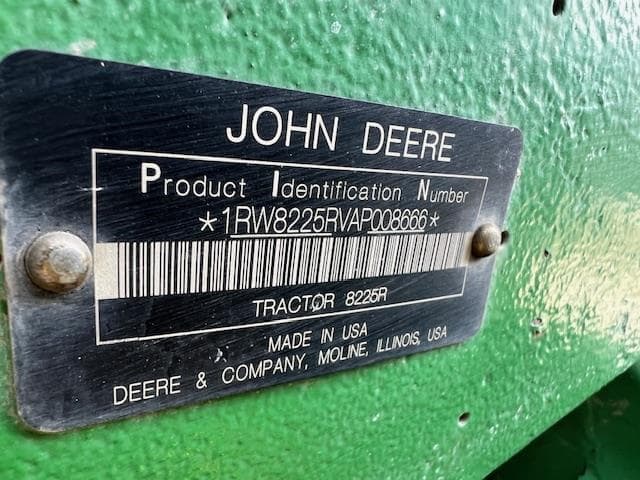 JOHN DEERE
Product Identification Number
*1RW8225RVAP008666*
TRACTOR 8225R
MADE IN USA
DEERE & COMPANY, MOLINE, ILLINOIS, USA